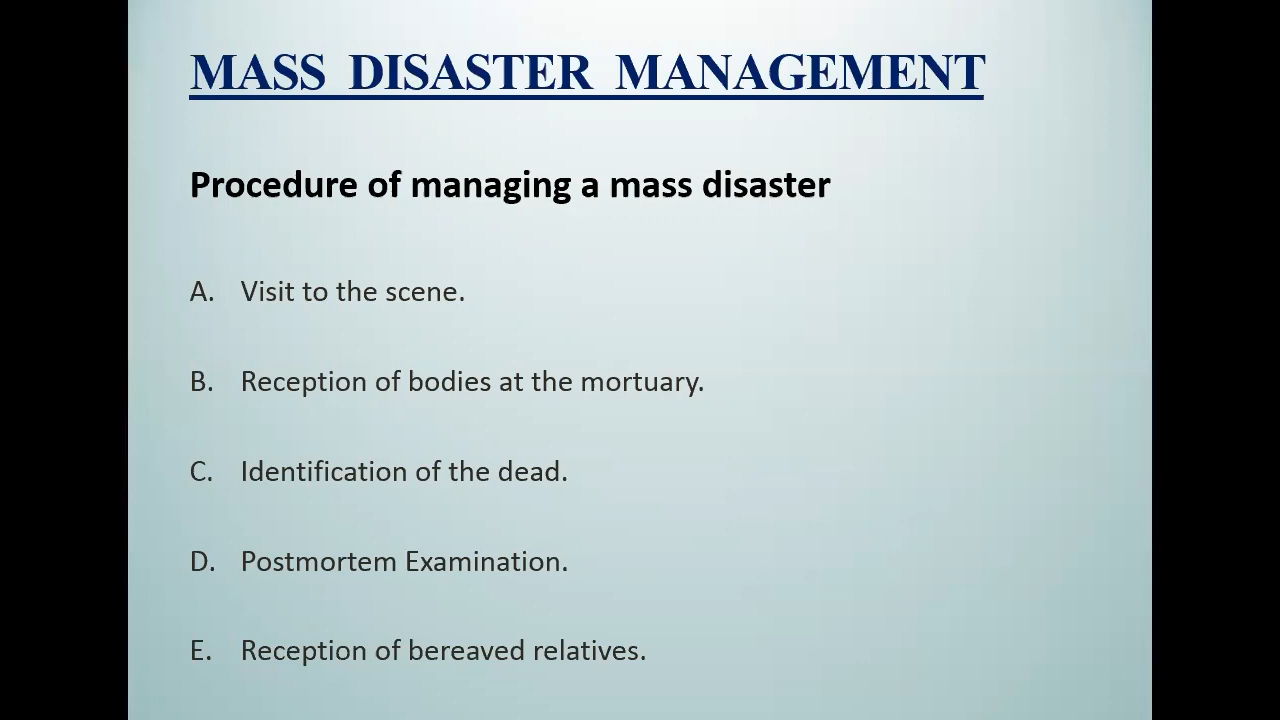 MASS DISASTER MANAGEMENT
Procedure of managing a mass disaster
A. Visit to the scene.
B. Reception of bodies at the mortuary.
C. Identification of the dead.
D. Postmortem Examination.
E. Reception of bereaved relatives.